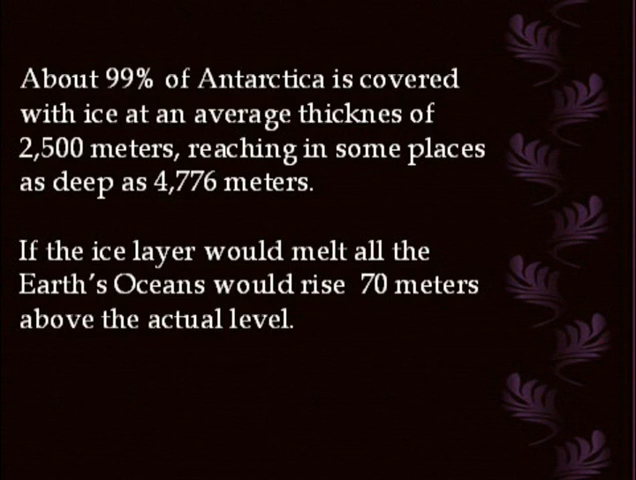 About 99% of Antarctica is covered
with ice at an average thicknes of
2,500 meters, reaching in some places
as deep as 4,776 meters.
If the ice layer would melt all the
Earth's Oceans would rise 70 meters
above the actual level.